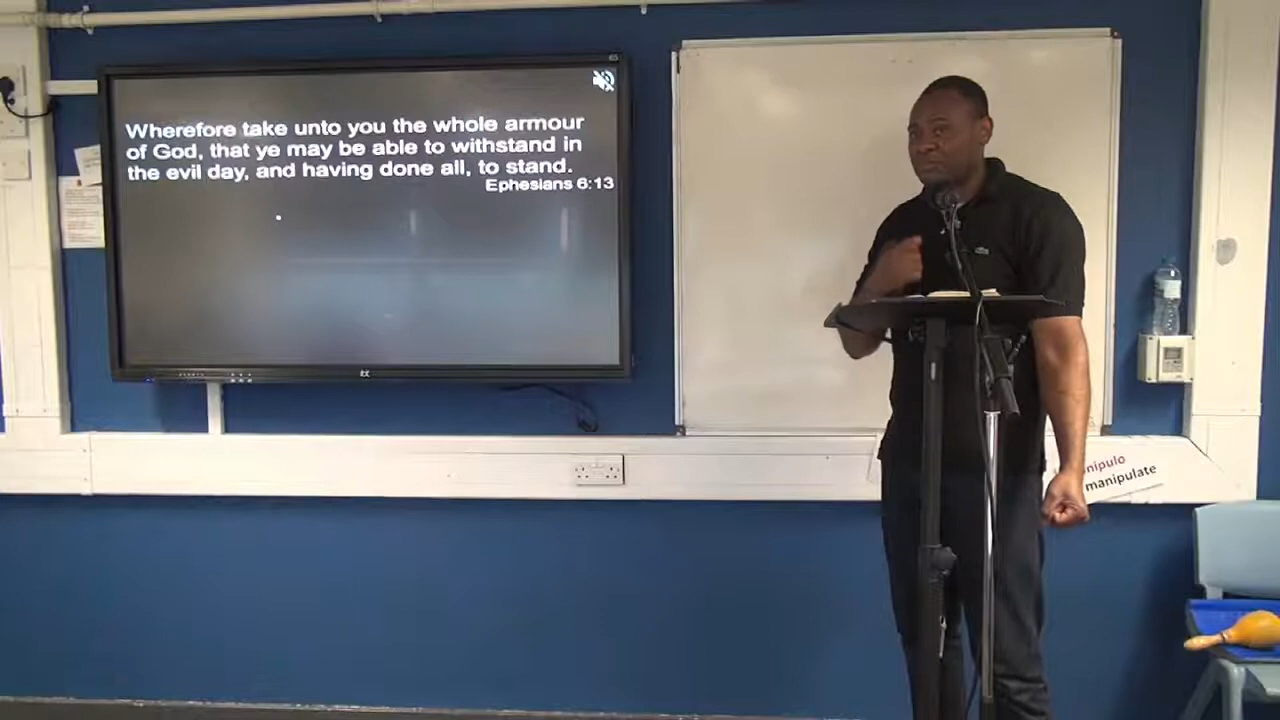 Wherefore take unto you the whole armour
of God, that ye may be able to withstand in
the evil day, and having done all, to stand.
Ephesians 6:13
nipulo
manipulate